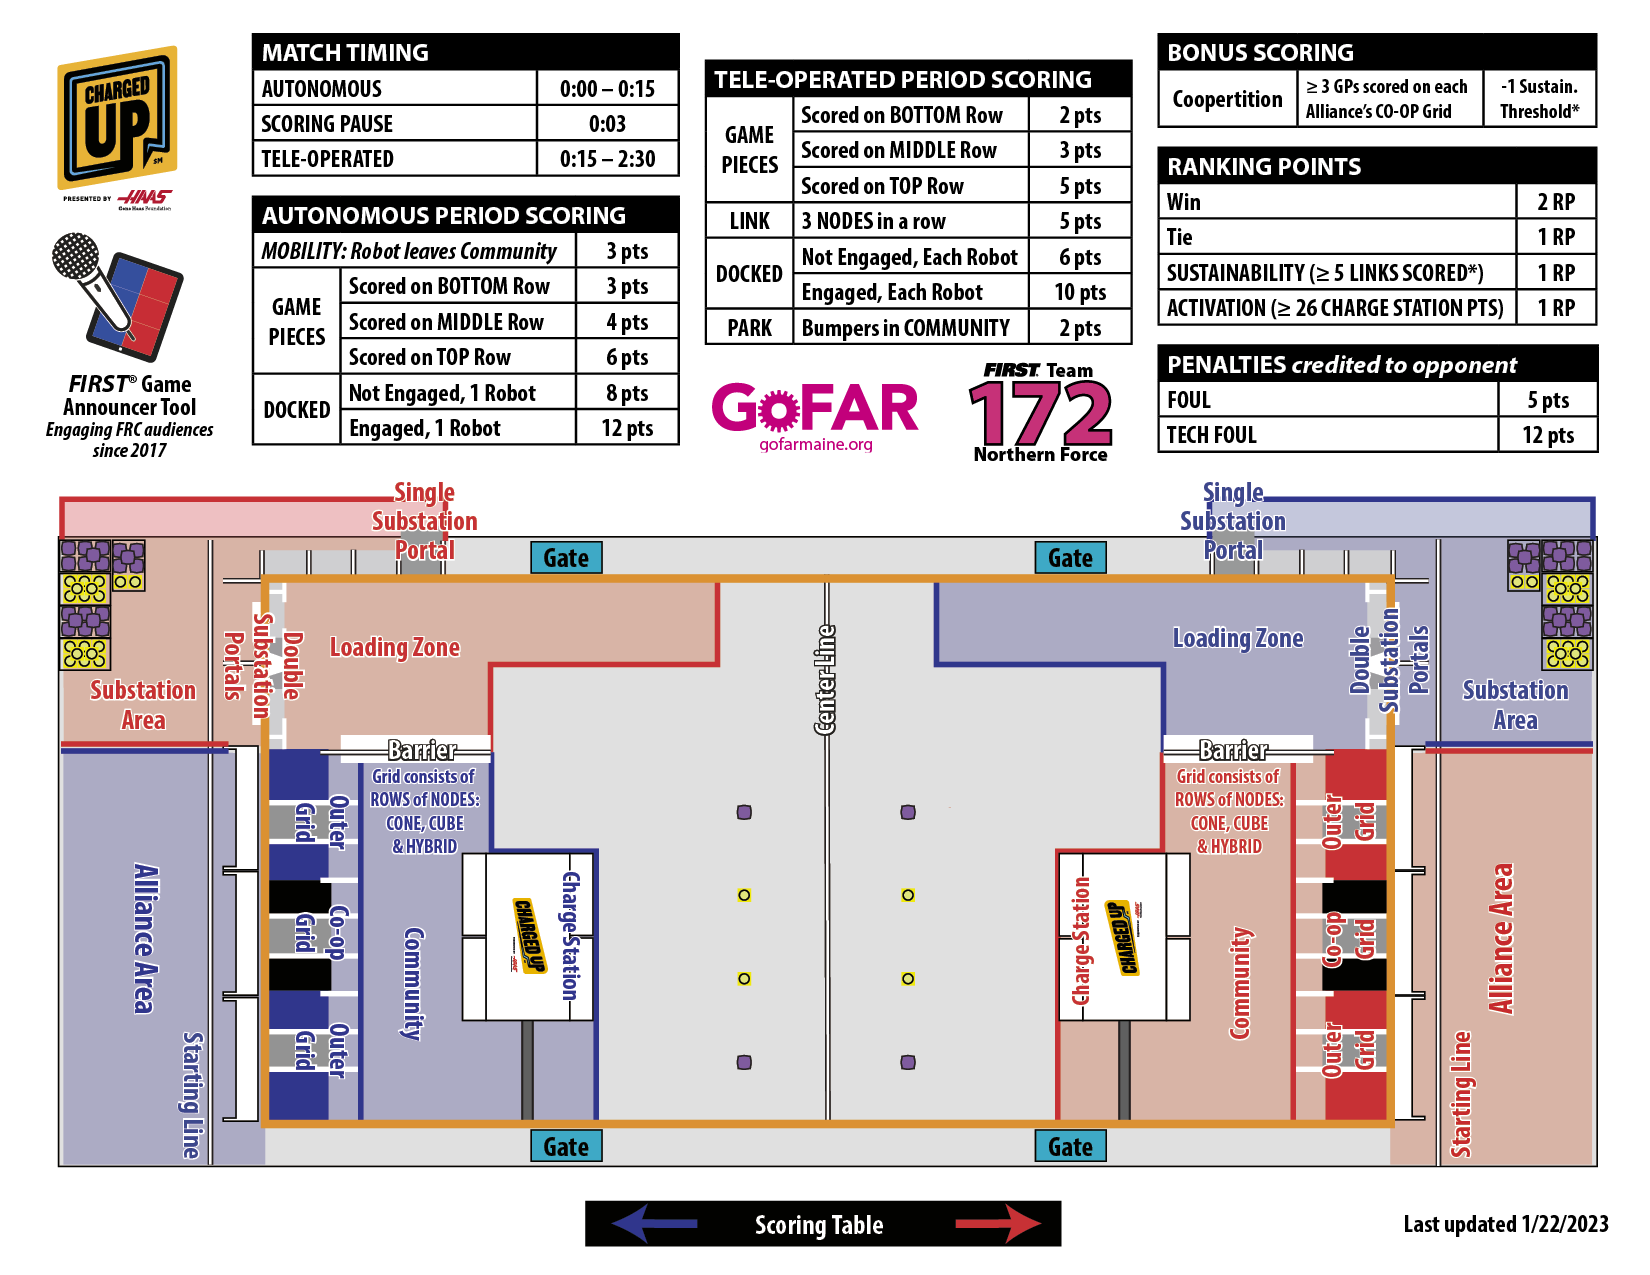 CHARGED
UP
SM
PRESENTED BY HAAS
Gene Haas Foundation
FIRST® Game
Announcer Tool
Engaging FRC audiences
since 2017
MATCH TIMING
AUTONOMOUS 0:00 – 0:15
SCORING PAUSE 0:03
TELE-OPERATED 0:15 – 2:30
AUTONOMOUS PERIOD SCORING
MOBILITY: Robot leaves Community 3 pts
GAME PIECES
Scored on BOTTOM Row 3 pts
Scored on MIDDLE Row 4 pts
Scored on TOP Row 6 pts
DOCKED
Not Engaged, 1 Robot 8 pts
Engaged, 1 Robot 12 pts
TELE-OPERATED PERIOD SCORING
GAME PIECES
Scored on BOTTOM Row 2 pts
Scored on MIDDLE Row 3 pts
Scored on TOP Row 5 pts
LINK 3 NODES in a row 5 pts
DOCKED
Not Engaged, Each Robot 6 pts
Engaged, Each Robot 10 pts
PARK Bumpers in COMMUNITY 2 pts
GoFAR
gofarmaine.org
FIRST® Team
172
Northern Force
BONUS SCORING
Coopertition
≥ 3 GPs scored on each
Alliance's CO-OP Grid
-1 Sustain.
Threshold*
RANKING POINTS
Win 2 RP
Tie 1 RP
SUSTAINABILITY (≥ 5 LINKS SCORED*) 1 RP
ACTIVATION (≥ 26 CHARGE STATION PTS) 1 RP
PENALTIES credited to opponent
FOUL 5 pts
TECH FOUL 12 pts
Single
Substation
Portal
Gate
Gate
Single
Substation
Portal
Substation
Area
Double
Substation
Portals
Loading Zone
Center Line
Loading Zone
Double
Substation
Portals
Substation
Area
Barrier
Grid consists of
ROWS of NODES:
CONE, CUBE
& HYBRID
Barrier
Grid consists of
ROWS of NODES:
CONE, CUBE
& HYBRID
Alliance Area
Starting Line
Outer
Grid
Co-op
Grid
Outer
Grid
Community
CHARGED UP
Charge Station
Charge Station
CHARGED UP
Community
Outer
Grid
Co-op
Grid
Outer
Grid
Starting Line
Alliance Area
Gate
Gate
Scoring Table
Last updated 1/22/2023